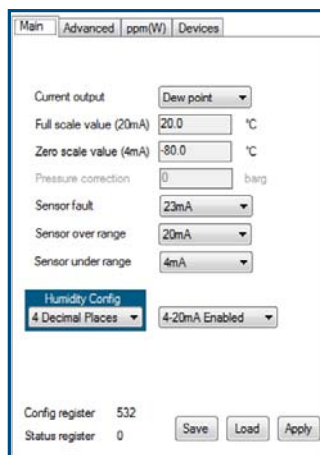 Main Advanced ppm(W) Devices
Current output Dew point
Full scale value (20mA) 20.0 °C
Zero scale value (4mA) -80.0 °C
Pressure correction 0 barg
Sensor fault 23mA
Sensor over range 20mA
Sensor under range 4mA
Humidity Config
4 Decimal Places 4-20mA Enabled
Config register 532
Status register 0
Save Load Apply